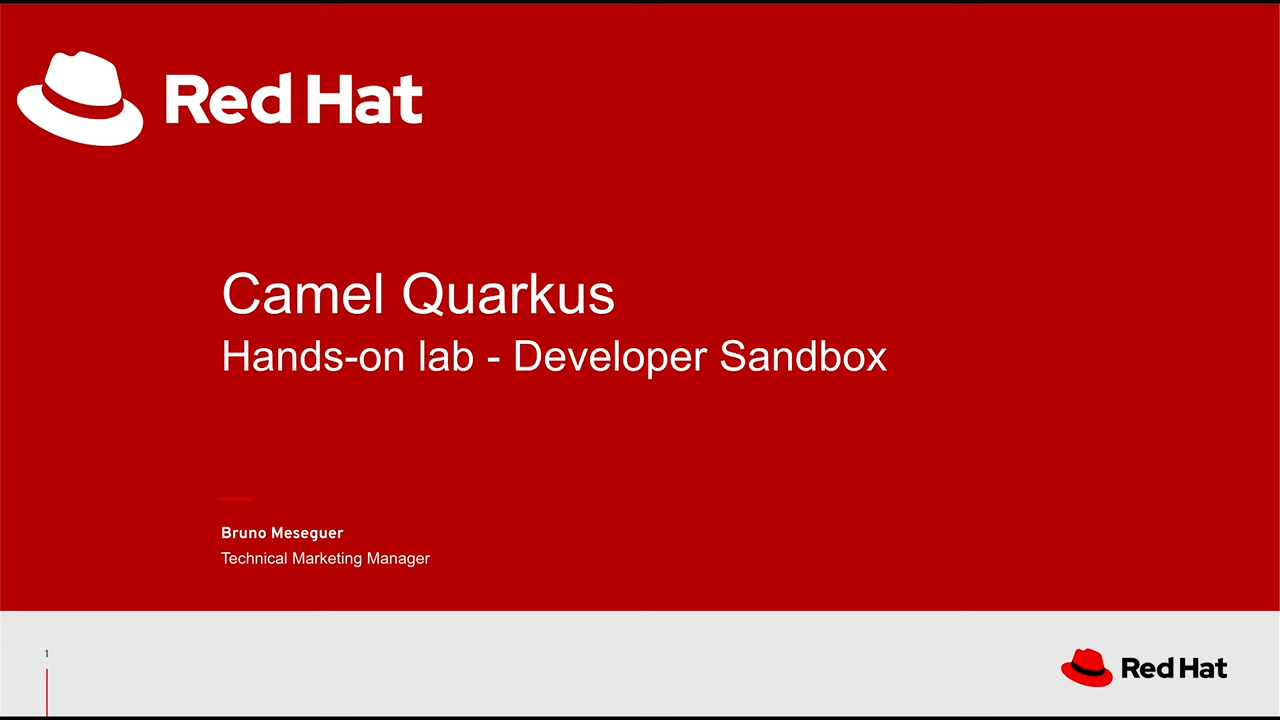 Red Hat
Camel Quarkus
Hands-on lab - Developer Sandbox
Bruno Meseguer
Technical Marketing Manager
1
Red Hat